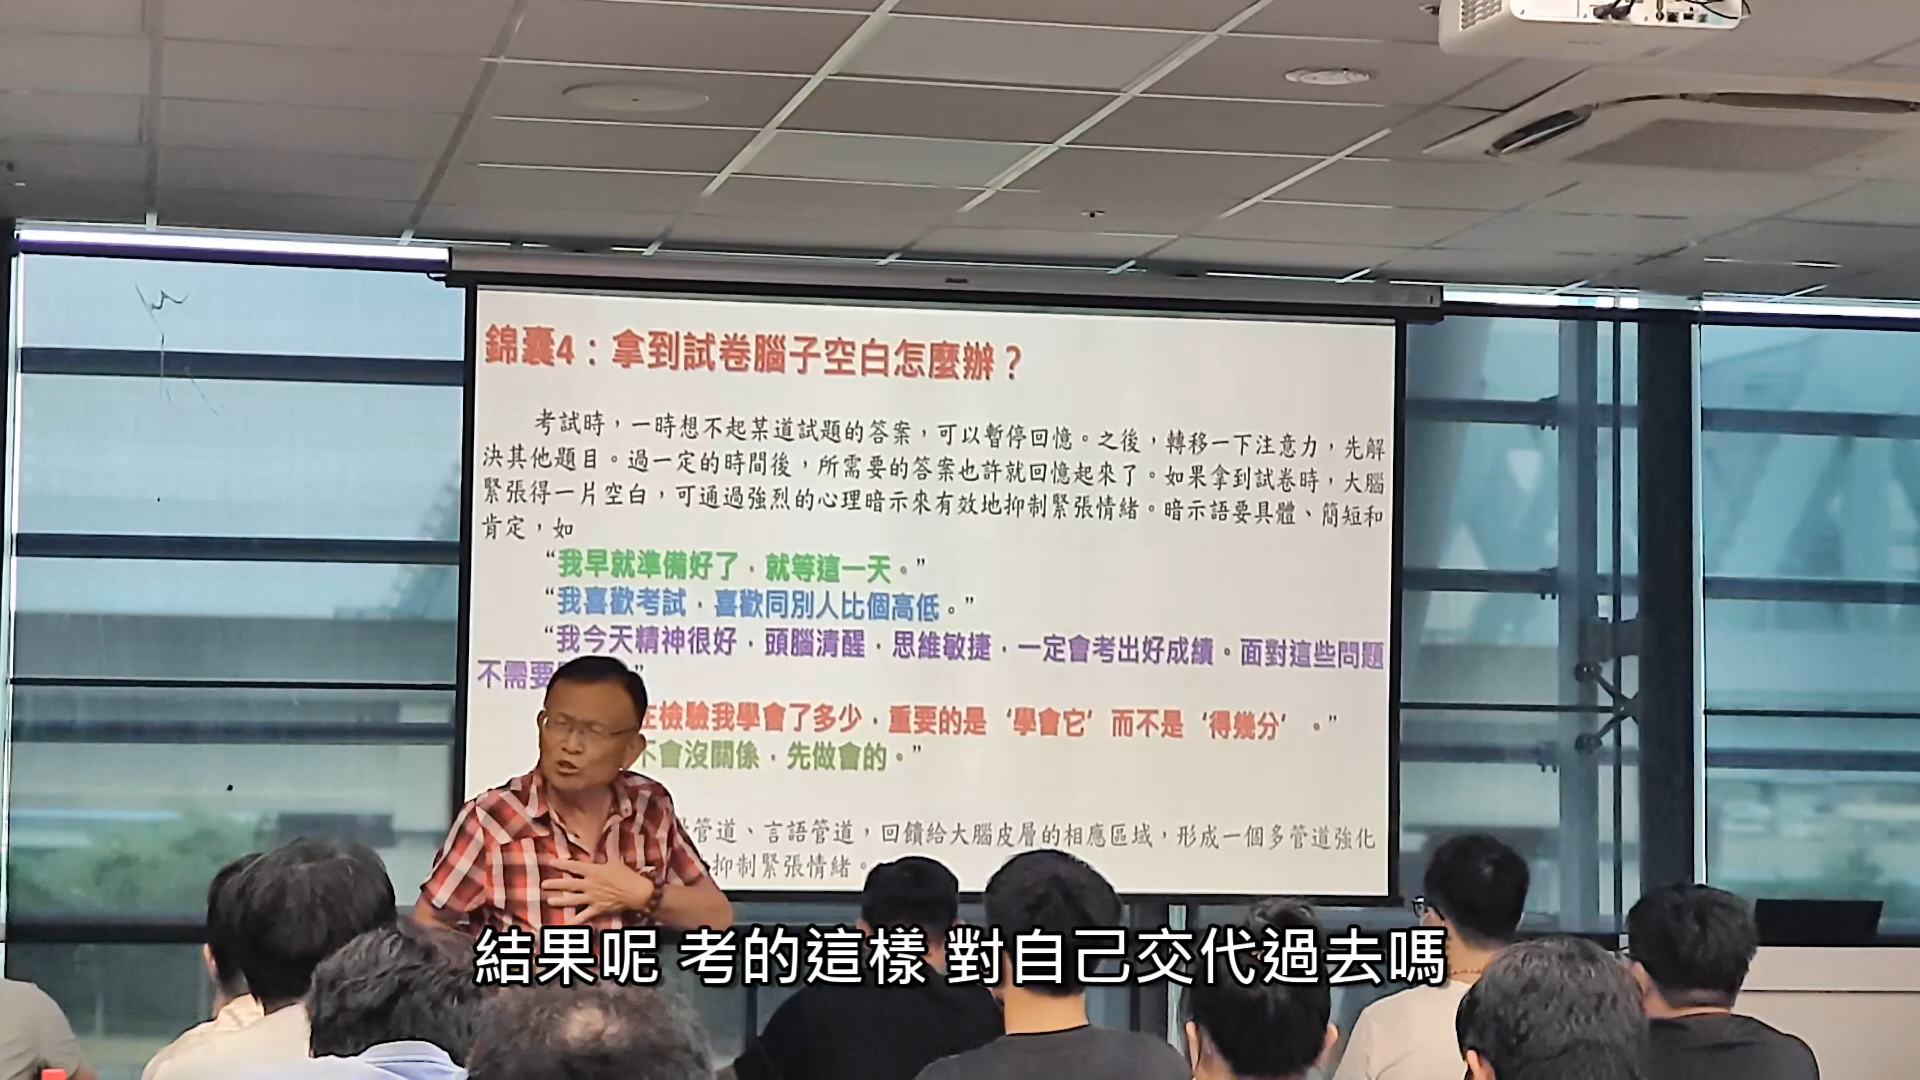 錦囊4：拿到試卷腦子空白怎麼辦？
考試時，一時想不起某道試題的答案，可以暫停回憶。之後，轉移一下注意力，先解
決其他題目。過一定的時間後，所需要的答案也許就回憶起來了。如果拿到試卷時，大腦
緊張得一片空白，可通過強烈的心理暗示來有效地抑制緊張情緒。暗示語要具體、簡短和
肯定，如
“我早就準備好了，就等這一天。”
“我喜歡考試，喜歡同別人比個高低。”
“我今天精神很好，頭腦清醒，思維敏捷，一定會考出好成績。面對這些問題
不需要
在檢驗我學會了多少，重要的是‘學會它’而不是‘得幾分’。”
不會沒關係，先做會的。”
管道、言語管道，回饋給大腦皮層的相應區域，形成一個多管道強化
抑制緊張情緒。
結果呢 考的這樣 對自己交代過去嗎